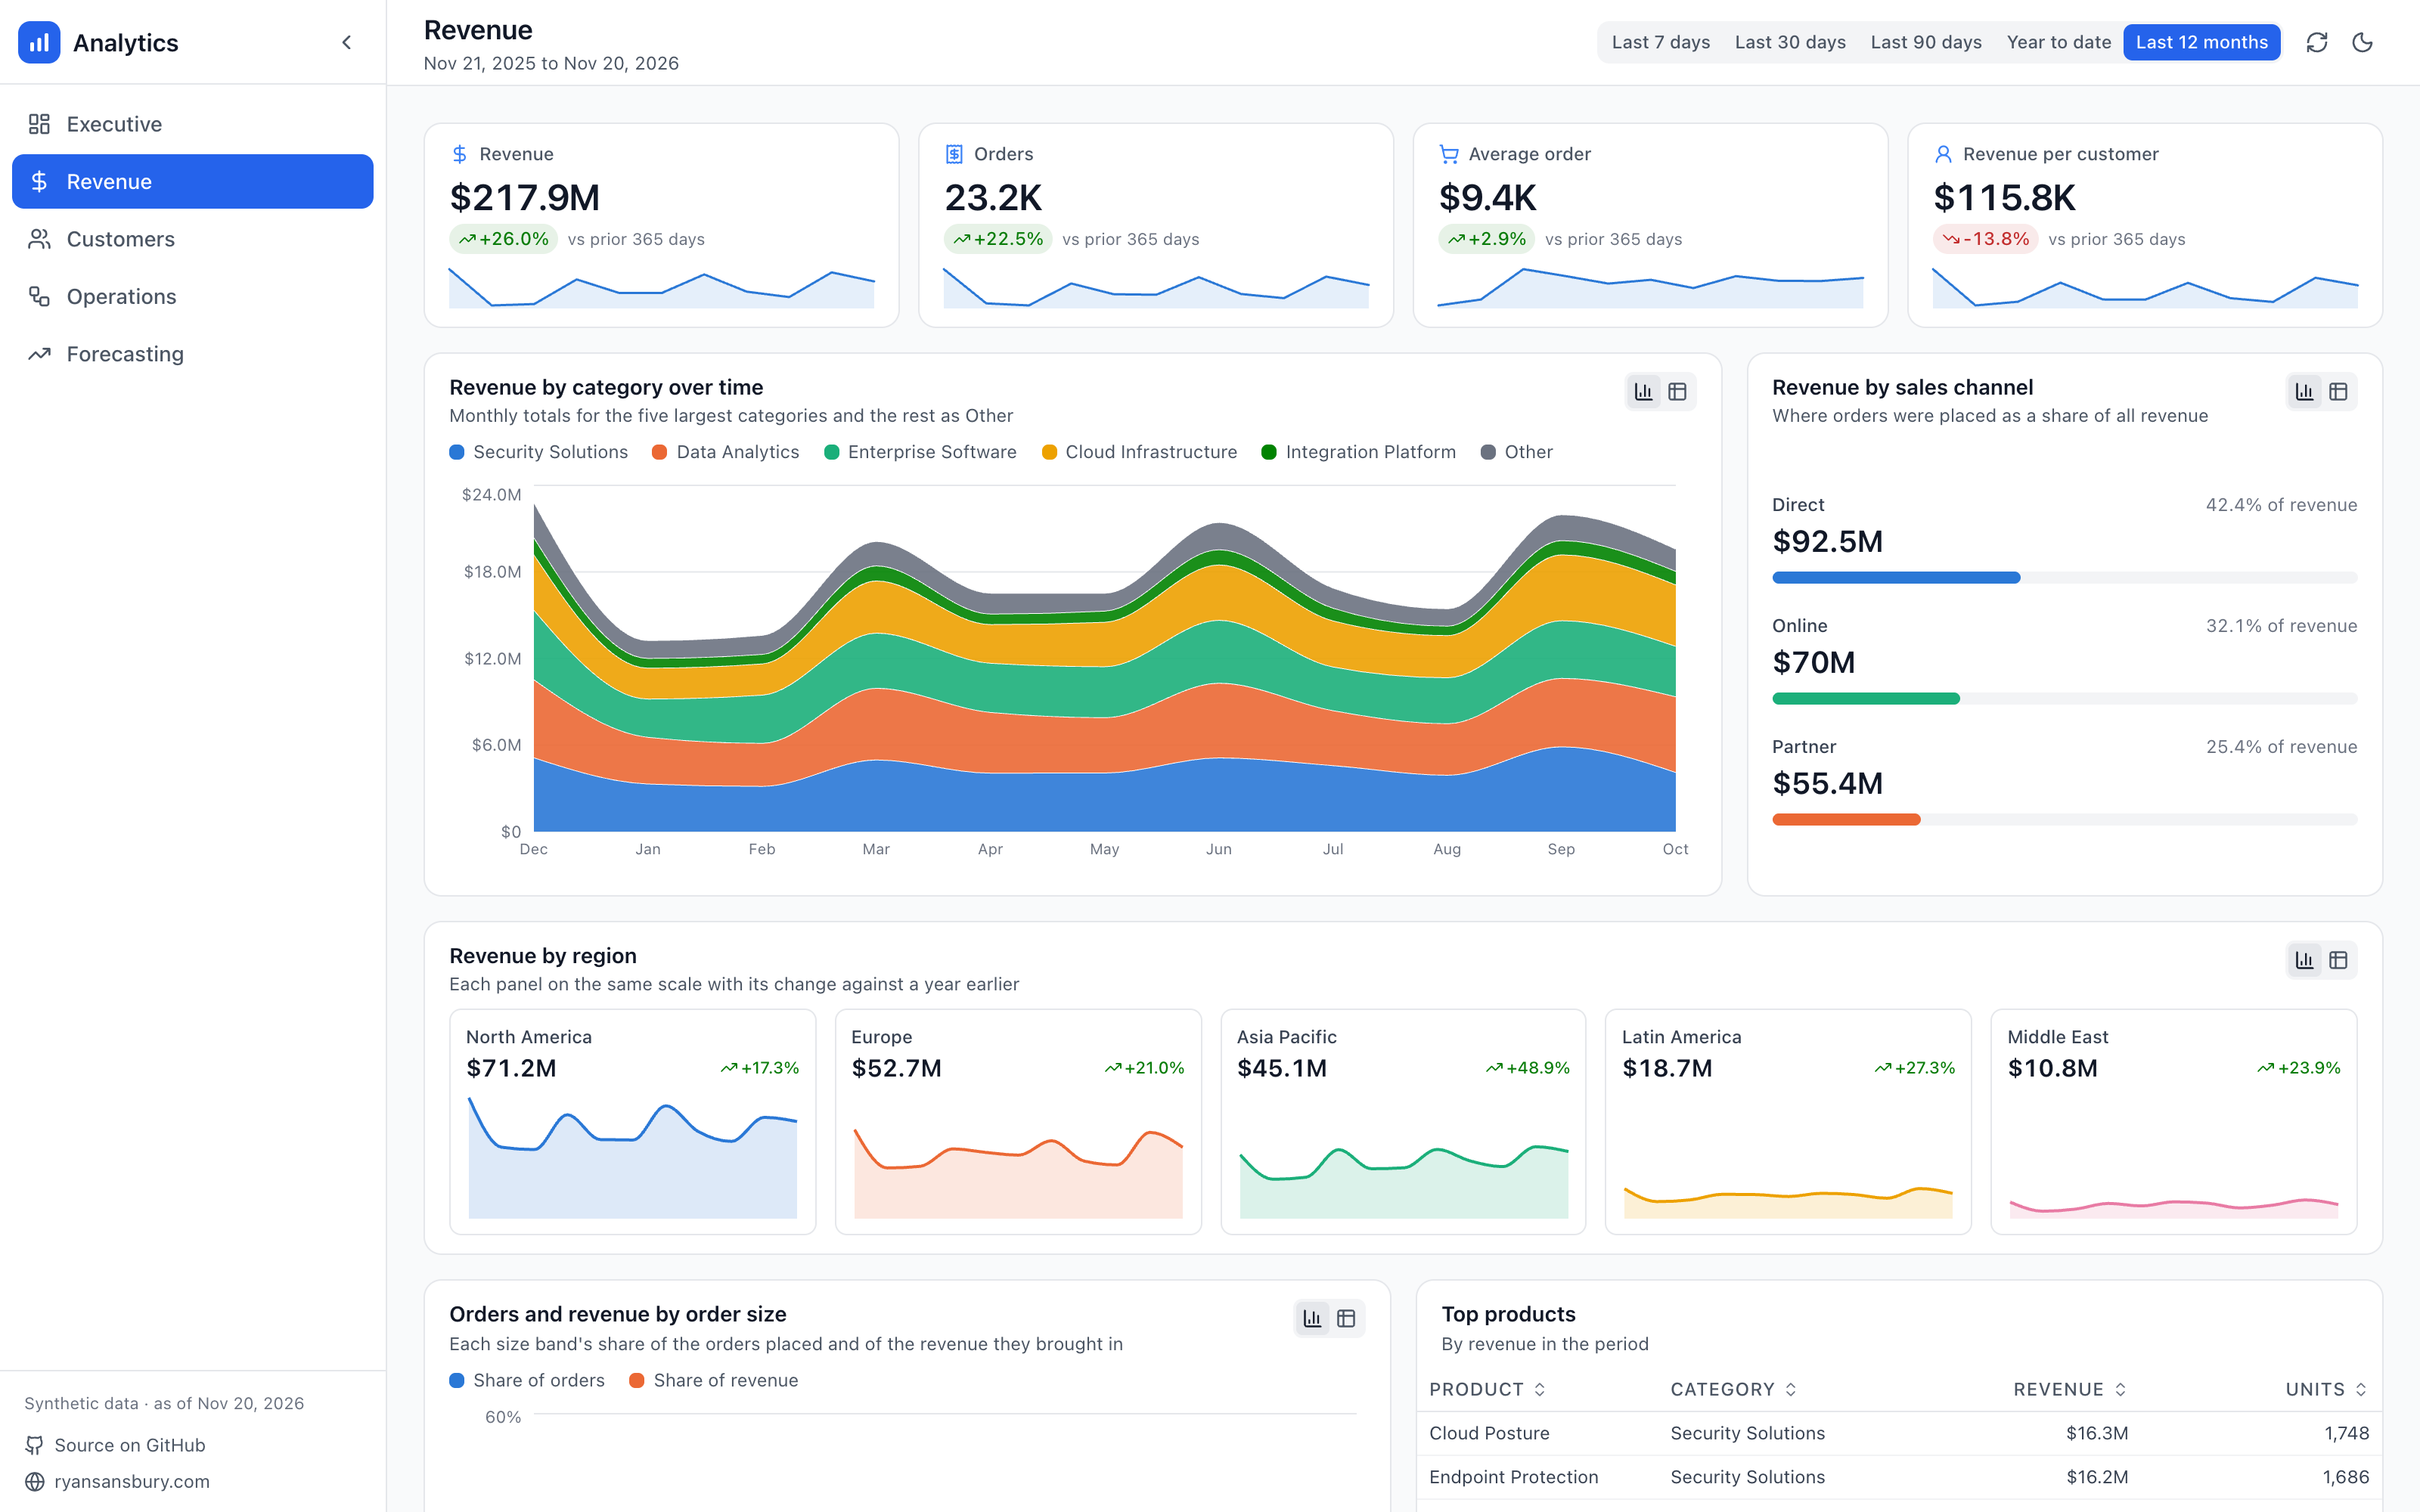 Analytics
Executive
Revenue
Customers
Operations
Forecasting
Synthetic data · as of Nov 20, 2026
Source on GitHub
ryansansbury.com
Revenue
Nov 21, 2025 to Nov 20, 2026
Last 7 days Last 30 days Last 90 days Year to date Last 12 months
Revenue
$217.9M
+26.0% vs prior 365 days
Orders
23.2K
+22.5% vs prior 365 days
Average order
$9.4K
+2.9% vs prior 365 days
Revenue per customer
$115.8K
-13.8% vs prior 365 days
Revenue by category over time
Monthly totals for the five largest categories and the rest as Other
Security Solutions Data Analytics Enterprise Software Cloud Infrastructure Integration Platform Other
$24.0M
$18.0M
$12.0M
$6.0M
$0
Dec Jan Feb Mar Apr May Jun Jul Aug Sep Oct
Revenue by sales channel
Where orders were placed as a share of all revenue
Direct 42.4% of revenue
$92.5M
Online 32.1% of revenue
$70M
Partner 25.4% of revenue
$55.4M
Revenue by region
Each panel on the same scale with its change against a year earlier
North America
$71.2M +17.3%
Europe
$52.7M +21.0%
Asia Pacific
$45.1M +48.9%
Latin America
$18.7M +27.3%
Middle East
$10.8M +23.9%
Orders and revenue by order size
Each size band's share of the orders placed and of the revenue they brought in
Share of orders Share of revenue
60%
Top products
By revenue in the period
PRODUCT CATEGORY REVENUE UNITS
Cloud Posture Security Solutions $16.3M 1,748
Endpoint Protection Security Solutions $16.2M 1,686